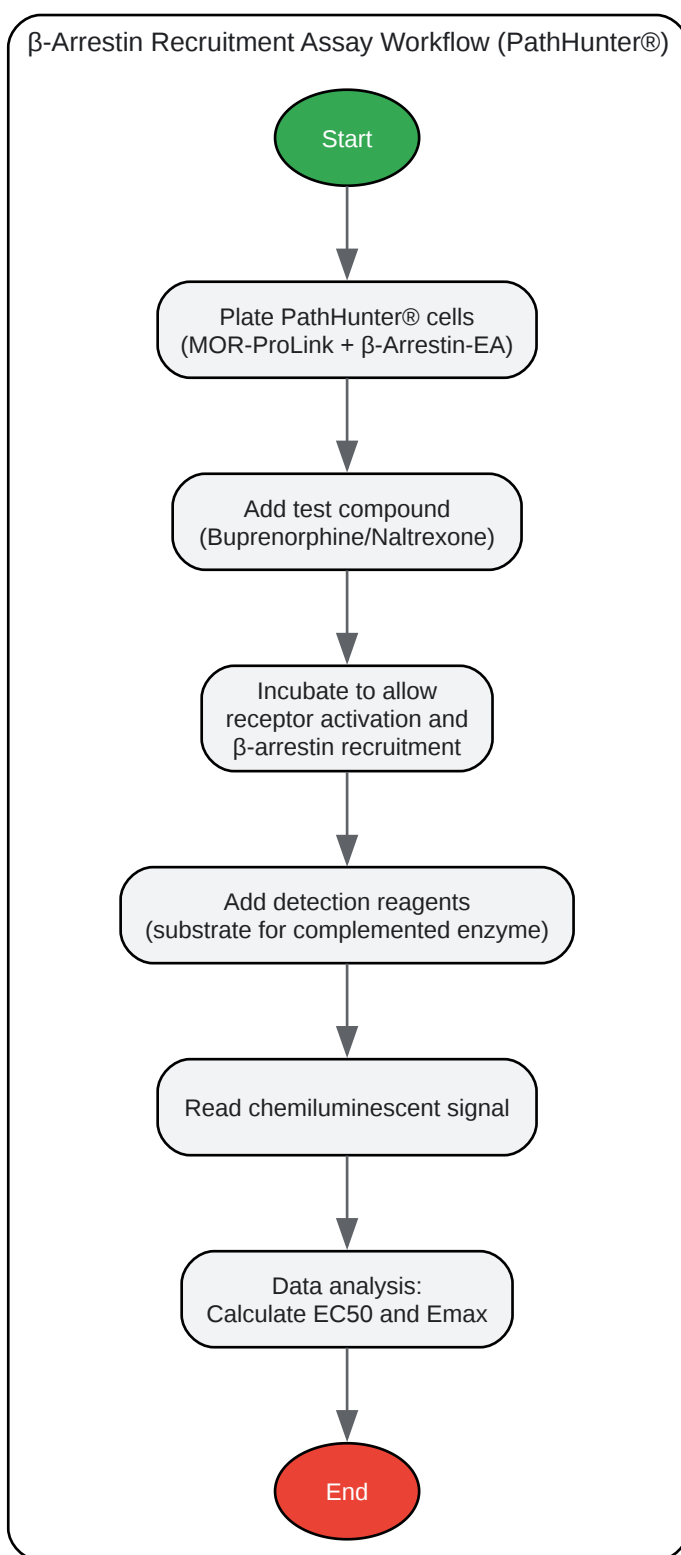 β-Arrestin Recruitment Assay Workflow (PathHunter®)
Start
Plate PathHunter® cells
(MOR-ProLink + β-Arrestin-EA)
Add test compound
(Buprenorphine/Naltrexone)
Incubate to allow
receptor activation and
β-arrestin recruitment
Add detection reagents
(substrate for complemented enzyme)
Read chemiluminescent signal
Data analysis:
Calculate EC50 and Emax
End